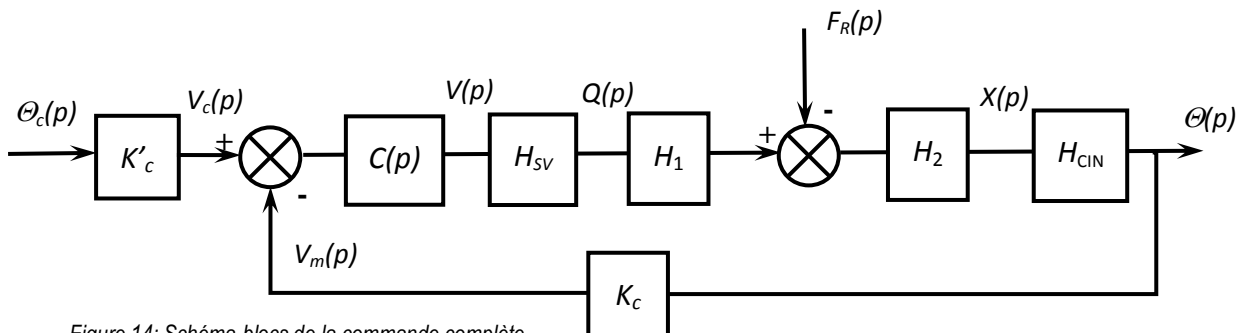 F_R(p)
Θ_c(p)
V_c(p)
V(p)
Q(p)
X(p)
Θ(p)
+
-
K'_c
C(p)
H_SV
H_1
+
-
H_2
H_CIN
V_m(p)
K_c
Figure 14: Schéma-blocs de la commande complète